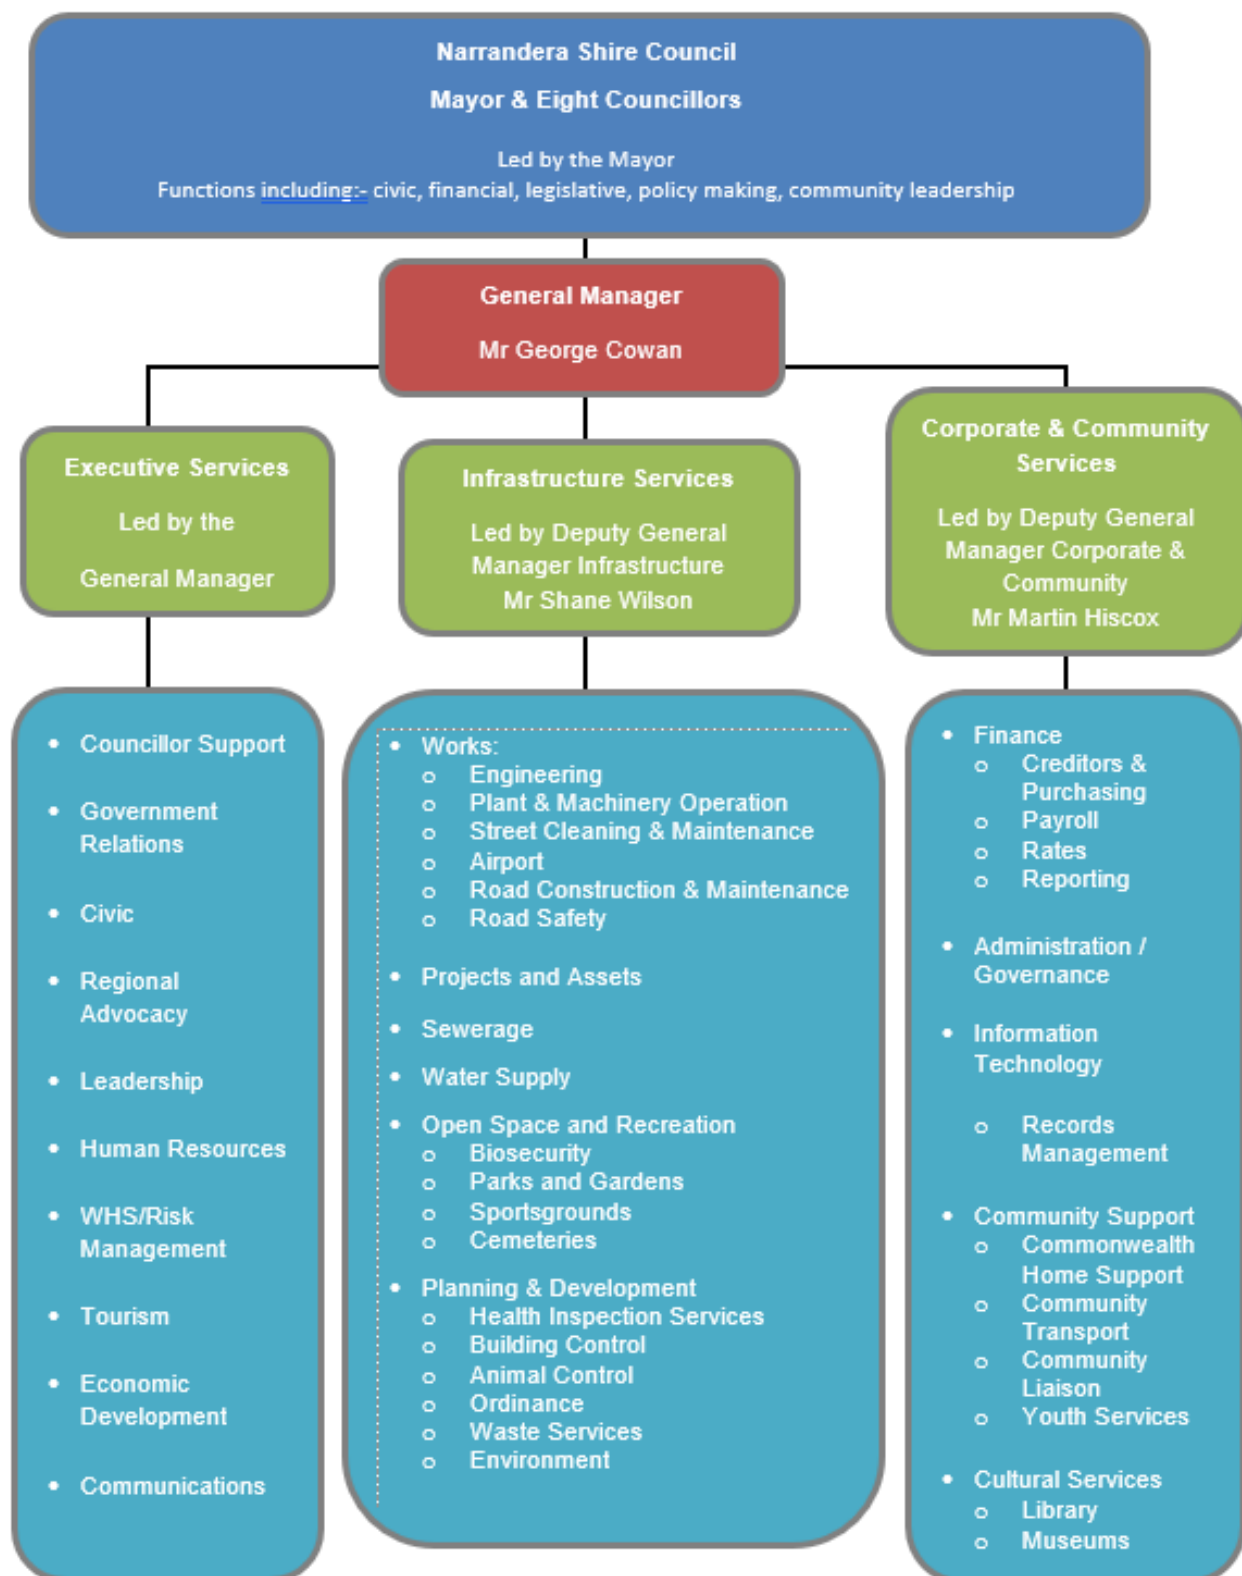 Narrandera Shire Council
Mayor & Eight Councillors
Led by the Mayor
Functions including:- civic, financial, legislative, policy making, community leadership
General Manager
Mr George Cowan
Executive Services
Led by the
General Manager
Infrastructure Services
Led by Deputy General
Manager Infrastructure
Mr Shane Wilson
Corporate & Community
Services
Led by Deputy General
Manager Corporate &
Community
Mr Martin Hiscox
• Councillor Support
• Government
Relations
• Civic
• Regional
Advocacy
• Leadership
• Human Resources
• WHS/Risk
Management
• Tourism
• Economic
Development
• Communications
• Works:
o Engineering
o Plant & Machinery Operation
o Street Cleaning & Maintenance
o Airport
o Road Construction & Maintenance
o Road Safety
• Projects and Assets
• Sewerage
• Water Supply
• Open Space and Recreation
o Biosecurity
o Parks and Gardens
o Sportsgrounds
o Cemeteries
• Planning & Development
o Health Inspection Services
o Building Control
o Animal Control
o Ordinance
o Waste Services
o Environment
• Finance
o Creditors &
Purchasing
o Payroll
o Rates
o Reporting
• Administration /
Governance
• Information
Technology
o Records
Management
• Community Support
o Commonwealth
Home Support
o Community
Transport
o Community
Liaison
o Youth Services
• Cultural Services
o Library
o Museums